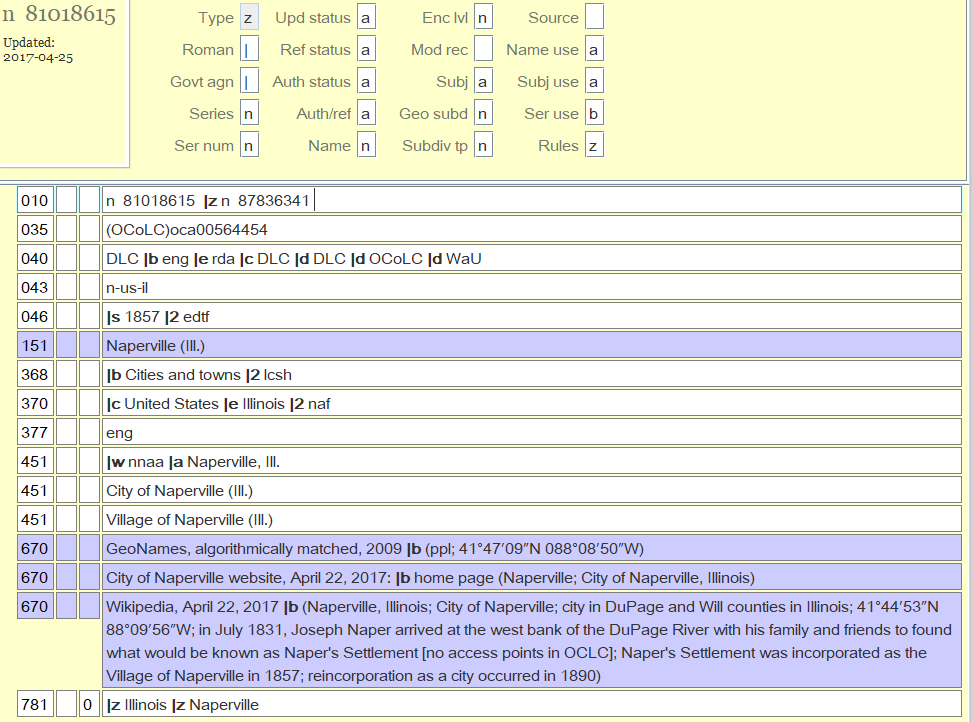 n 81018615
Updated:
2017-04-25
Type z Upd status a Enc lvl n Source
Roman | Ref status a Mod rec Name use a
Govt agn | Auth status a Subj a Subj use a
Series n Auth/ref a Geo subd n Ser use b
Ser num n Name n Subdiv tp n Rules z
010 n 81018615 |z n 87836341
035 (OCoLC)oca00564454
040 DLC |b eng |e rda |c DLC |d DLC |d OCoLC |d WaU
043 n-us-il
046 |s 1857 |2 edtf
151 Naperville (Ill.)
368 |b Cities and towns |2 lcsh
370 |c United States |e Illinois |2 naf
377 eng
451 |w nnaa |a Naperville, Ill.
451 City of Naperville (Ill.)
451 Village of Naperville (Ill.)
670 GeoNames, algorithmically matched, 2009 |b (ppl; 41°47′09″N 088°08′50″W)
670 City of Naperville website, April 22, 2017: |b home page (Naperville; City of Naperville, Illinois)
670 Wikipedia, April 22, 2017 |b (Naperville, Illinois; City of Naperville; city in DuPage and Will counties in Illinois; 41°44′53″N
88°09′56″W; in July 1831, Joseph Naper arrived at the west bank of the DuPage River with his family and friends to found
what would be known as Naper's Settlement [no access points in OCLC]; Naper's Settlement was incorporated as the
Village of Naperville in 1857; reincorporation as a city occurred in 1890)
781 0 |z Illinois |z Naperville